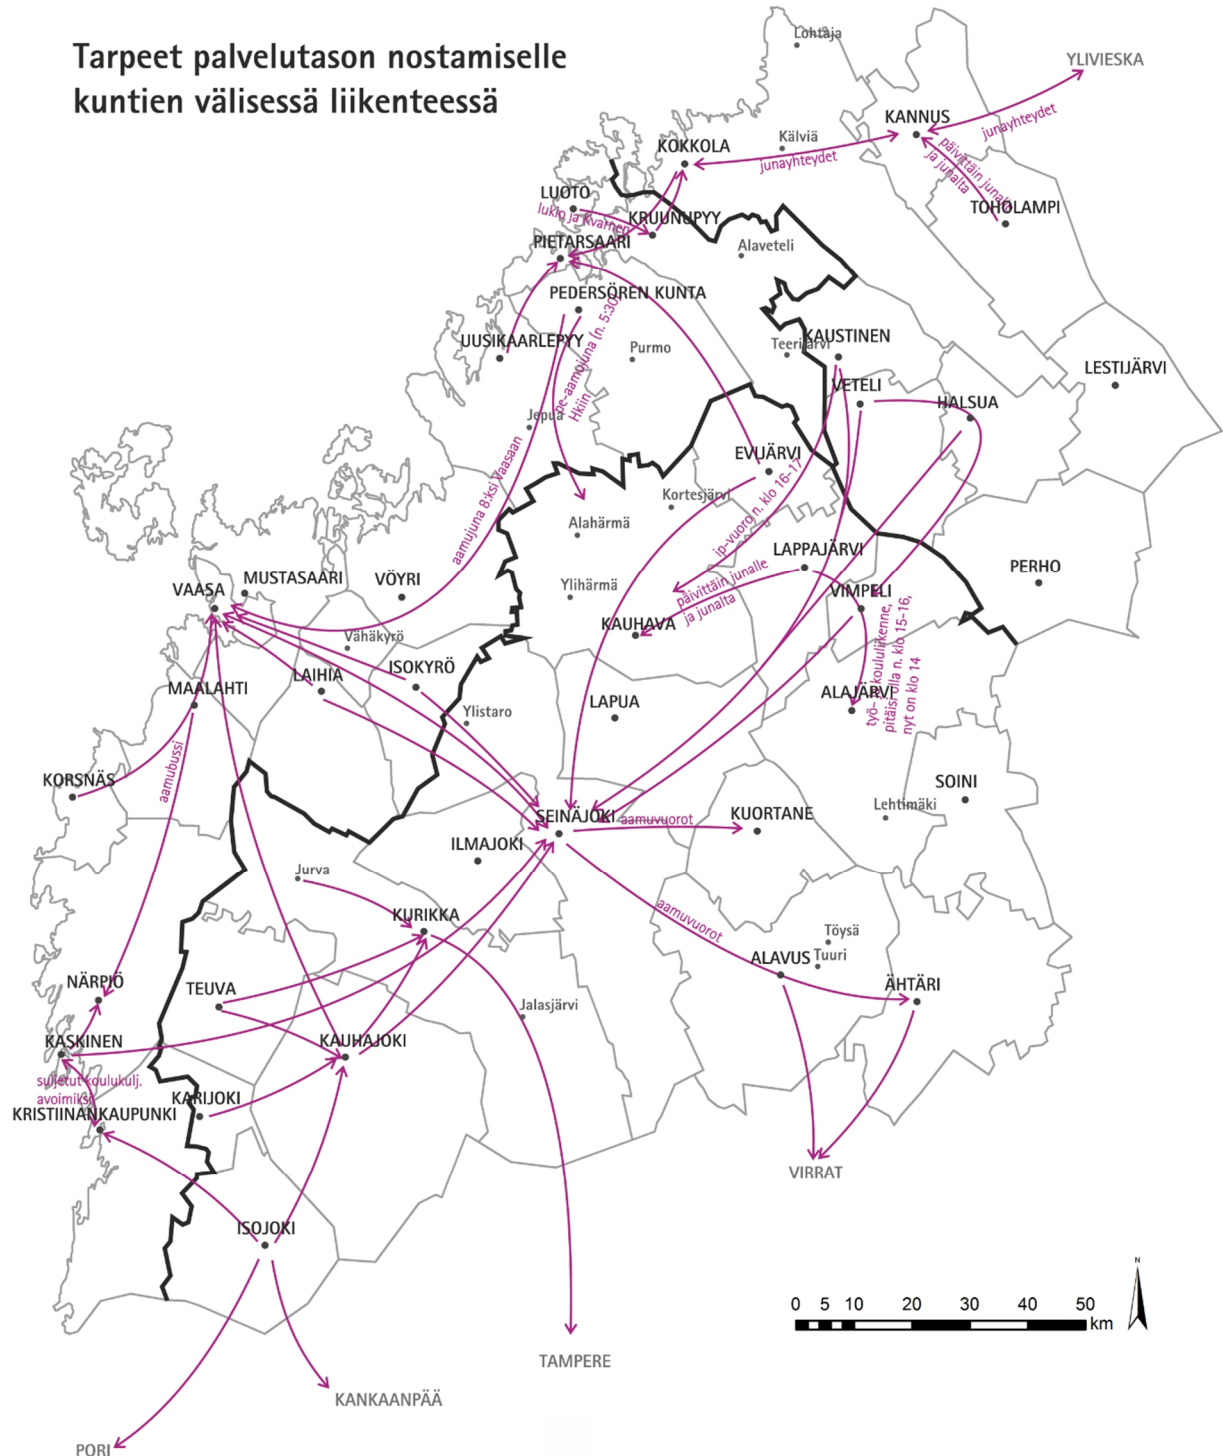 Tarpeet palvelutason nostamiselle
kuntien välisessä liikenteessä
Lohtaja
YLIVIESKA
KANNUS
junayhteydet
Kälviä
KOKKOLA
junayhteydet
päivittäin junalle
ja junalta
TOHOLAMPI
LUOTO
lukio ja Kvarnen
KRUUNUPYY
PIETARSAARI
Alaveteli
PEDERSÖREN KUNTA
pe-aamojuna (n. 5:30)
Hkiin
UUSIKAARLEPYY
Purmo
Teerijärvi
KAUSTINEN
LESTIJÄRVI
VETELI
HALSUA
Jepua
EVIJÄRVI
aamujuna 8:ksi Vaasaan
Kortesjärvi
ip-vuoro n. klo 16-17
Alahärmä
LAPPAJÄRVI
PERHO
päivittäin junalle
ja junalta
VAASA
MUSTASAARI
VÖYRI
Ylihärmä
VIMPELI
KAUHAVA
työ- ja koululiikenne,
pitäisi olla n. klo 15-16,
nyt on klo 14
Vähäkyrö
ISOKYRÖ
LAIHIA
MAALAHTI
ALAJÄRVI
LAPUA
Ylistaro
aamubussi
KORSNÄS
SOINI
Lehtimäki
SEINÄJOKI
aamuvuorot
KUORTANE
ILMAJOKI
Jurva
KURIKKA
aamuvuorot
Töysä
Tuuri
ALAVUS
NÄRPIÖ
TEUVA
ÄHTÄRI
Jalasjärvi
KASKINEN
KAUHAJOKI
suljetut koulukulj.
avoimiksi
KARIJOKI
KRISTIINANKAUPUNKI
VIRRAT
ISOJOKI
N
0 5 10 20 30 40 50
km
TAMPERE
KANKAANPÄÄ
PORI